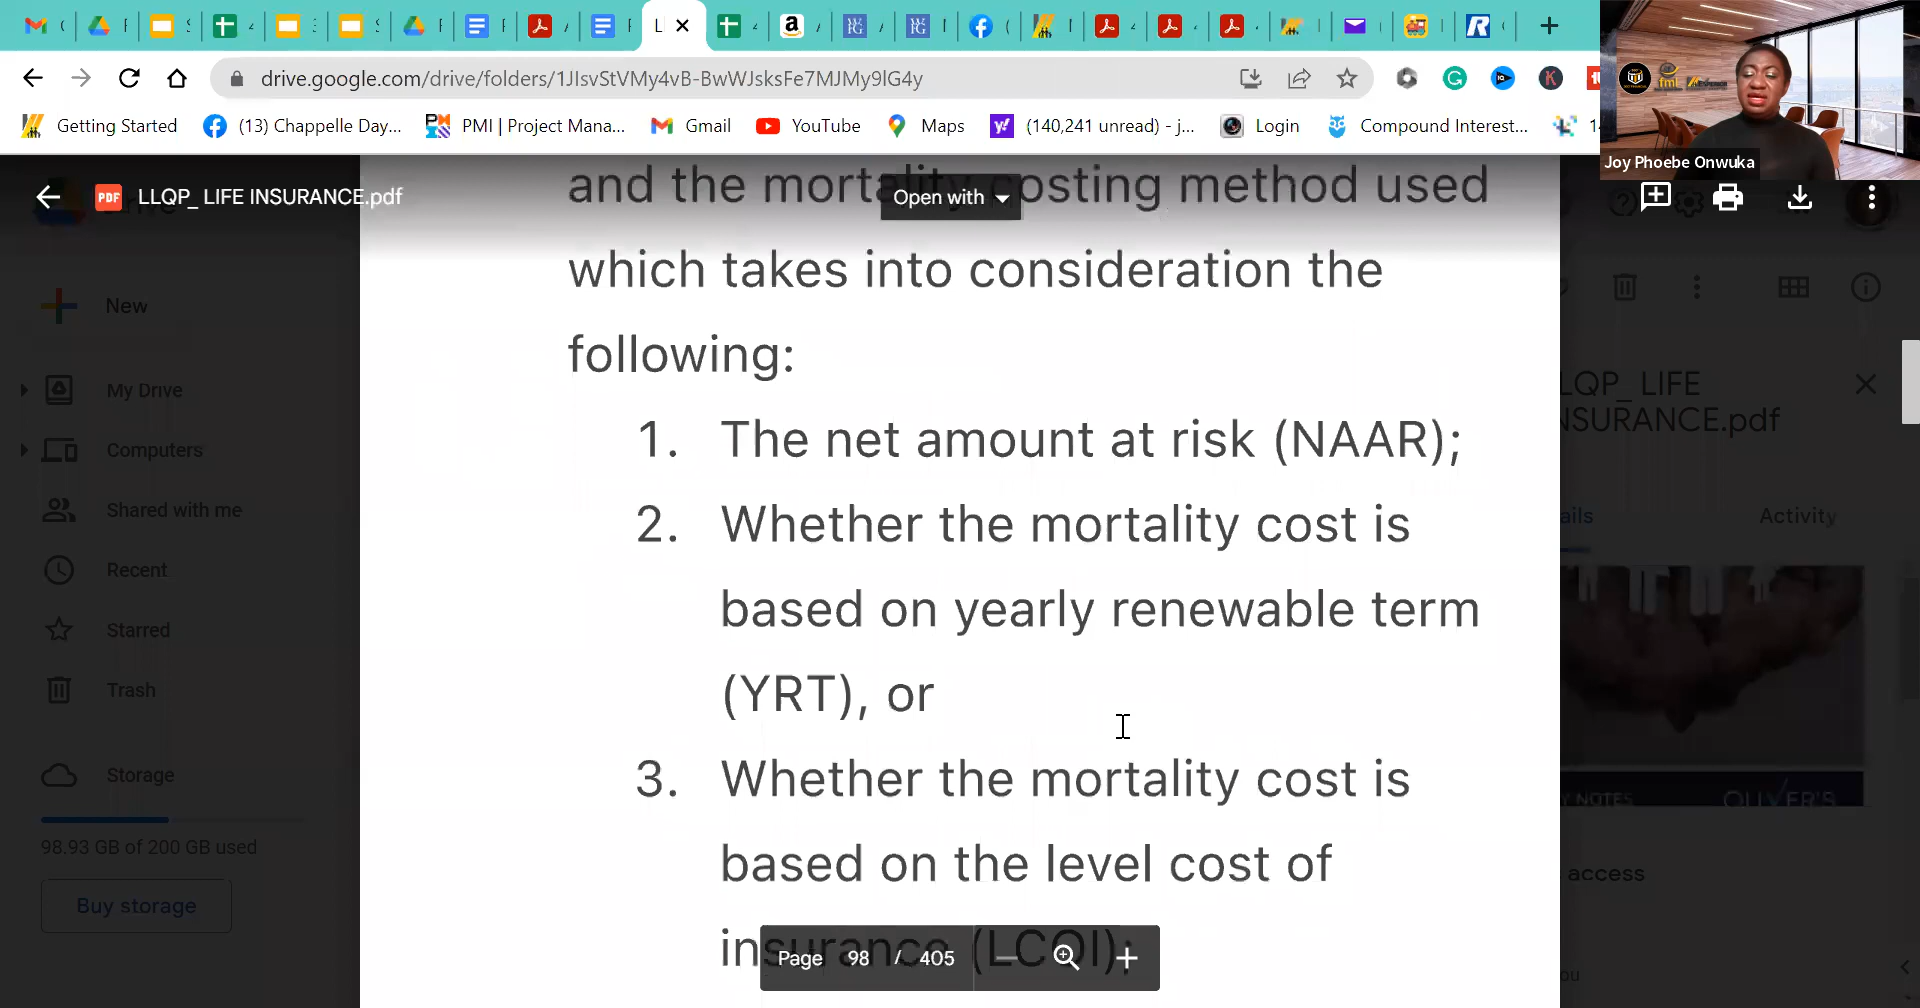 drive.google.com/drive/folders/1JIsvStVMy4vB-BwWJsksFe7MJMy9lG4y
Getting Started
(13) Chappelle Day...
PMI | Project Mana...
Gmail
YouTube
Maps
(140,241 unread) - j...
Login
Compound Interest...
Joy Phoebe Onwuka
PDF
LLQP_ LIFE INSURANCE.pdf
Open with
New
My Drive
Computers
Shared with me
Recent
Starred
Trash
Storage
98.93 GB of 200 GB used
Buy storage
and the mortality costing method used
which takes into consideration the
following:
1. The net amount at risk (NAAR);
2. Whether the mortality cost is
based on yearly renewable term
(YRT), or
3. Whether the mortality cost is
based on the level cost of
insurance (LCOI);
Page 98 / 405
LQP_ LIFE
NSURANCE.pdf
ails
Activity
Y NOTES
OLIVER'S
access